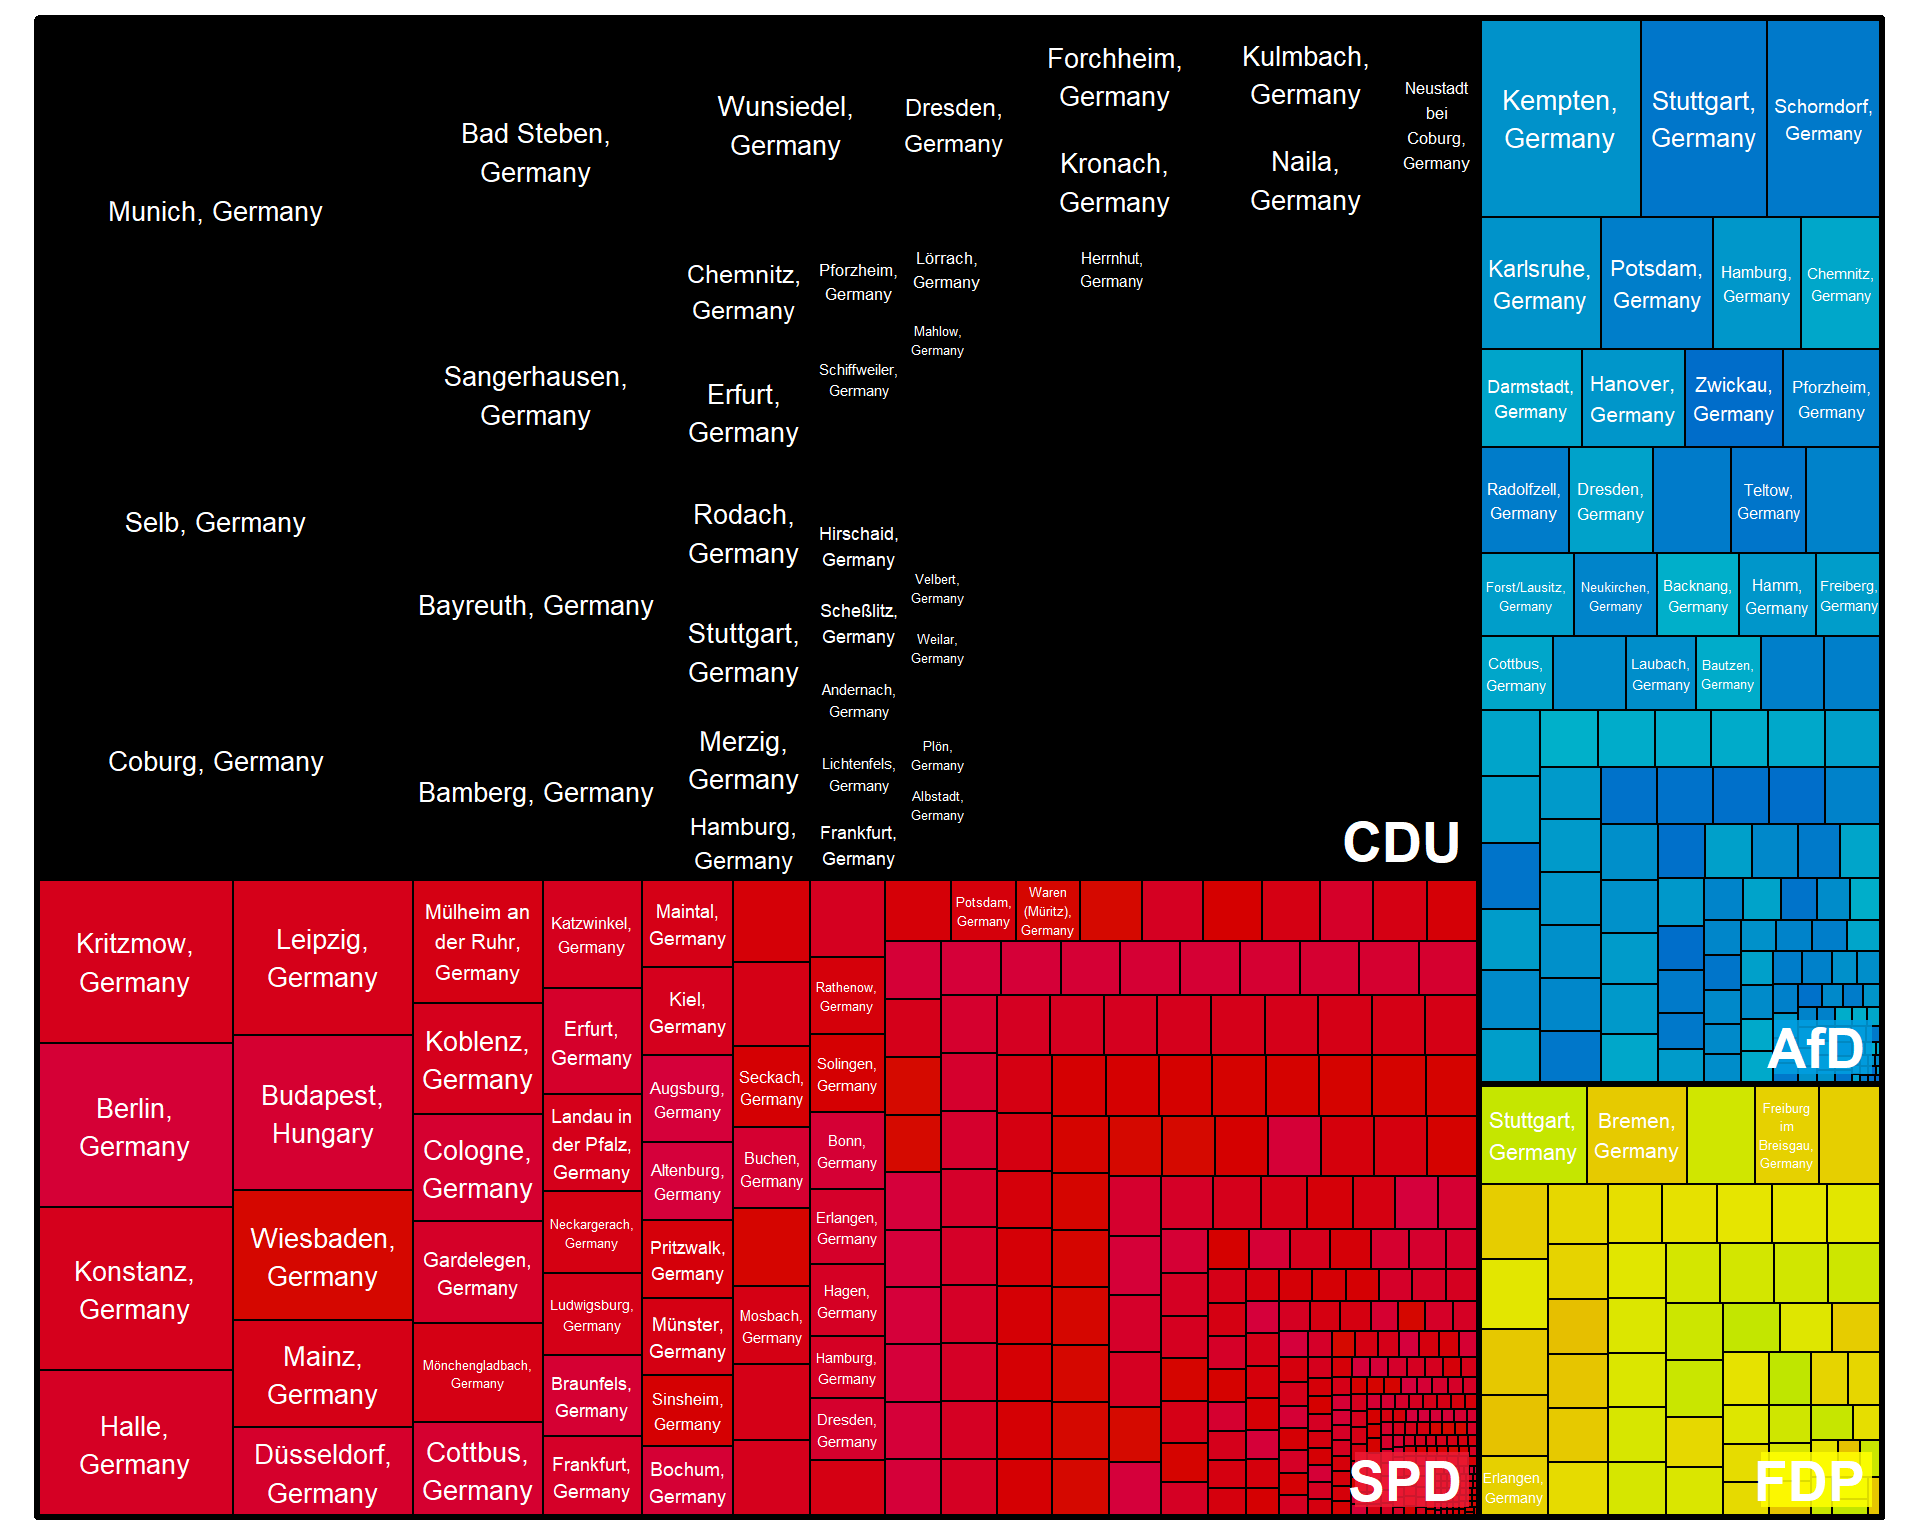 Munich, Germany
Selb, Germany
Coburg, Germany
Bad Steben,
Germany
Sangerhausen,
Germany
Bayreuth, Germany
Bamberg, Germany
Wunsiedel,
Germany
Dresden,
Germany
Forchheim,
Germany
Kulmbach,
Germany
Neustadt
bei
Coburg,
Germany
Kronach,
Germany
Naila,
Germany
Chemnitz,
Germany
Erfurt,
Germany
Rodach,
Germany
Stuttgart,
Germany
Merzig,
Germany
Hamburg,
Germany
Pforzheim,
Germany
Schiffweiler,
Germany
Hirschaid,
Germany
Scheßlitz,
Germany
Andernach,
Germany
Lichtenfels,
Germany
Frankfurt,
Germany
Lörrach,
Germany
Mahlow,
Germany
Velbert,
Germany
Weilar,
Germany
Plön,
Germany
Albstadt,
Germany
Herrnhut,
Germany
CDU
Kempten,
Germany
Stuttgart,
Germany
Schorndorf,
Germany
Karlsruhe,
Germany
Potsdam,
Germany
Hamburg,
Germany
Chemnitz,
Germany
Darmstadt,
Germany
Hanover,
Germany
Zwickau,
Germany
Pforzheim,
Germany
Radolfzell,
Germany
Dresden,
Germany
Teltow,
Germany
Forst/Lausitz,
Germany
Neukirchen,
Germany
Backnang,
Germany
Hamm,
Germany
Freiberg,
Germany
Cottbus,
Germany
Laubach,
Germany
Bautzen,
Germany
AfD
Kritzmow,
Germany
Berlin,
Germany
Konstanz,
Germany
Halle,
Germany
Leipzig,
Germany
Budapest,
Hungary
Wiesbaden,
Germany
Mainz,
Germany
Düsseldorf,
Germany
Mülheim an
der Ruhr,
Germany
Koblenz,
Germany
Cologne,
Germany
Gardelegen,
Germany
Mönchengladbach,
Germany
Cottbus,
Germany
Katzwinkel,
Germany
Erfurt,
Germany
Landau in
der Pfalz,
Germany
Neckargerach,
Germany
Ludwigsburg,
Germany
Braunfels,
Germany
Frankfurt,
Germany
Maintal,
Germany
Kiel,
Germany
Augsburg,
Germany
Altenburg,
Germany
Pritzwalk,
Germany
Münster,
Germany
Sinsheim,
Germany
Bochum,
Germany
Seckach,
Germany
Buchen,
Germany
Mosbach,
Germany
Rathenow,
Germany
Solingen,
Germany
Bonn,
Germany
Erlangen,
Germany
Hagen,
Germany
Hamburg,
Germany
Dresden,
Germany
Potsdam,
Germany
Waren
(Müritz),
Germany
SPD
Stuttgart,
Germany
Bremen,
Germany
Freiburg
im
Breisgau,
Germany
Erlangen,
Germany
FDP